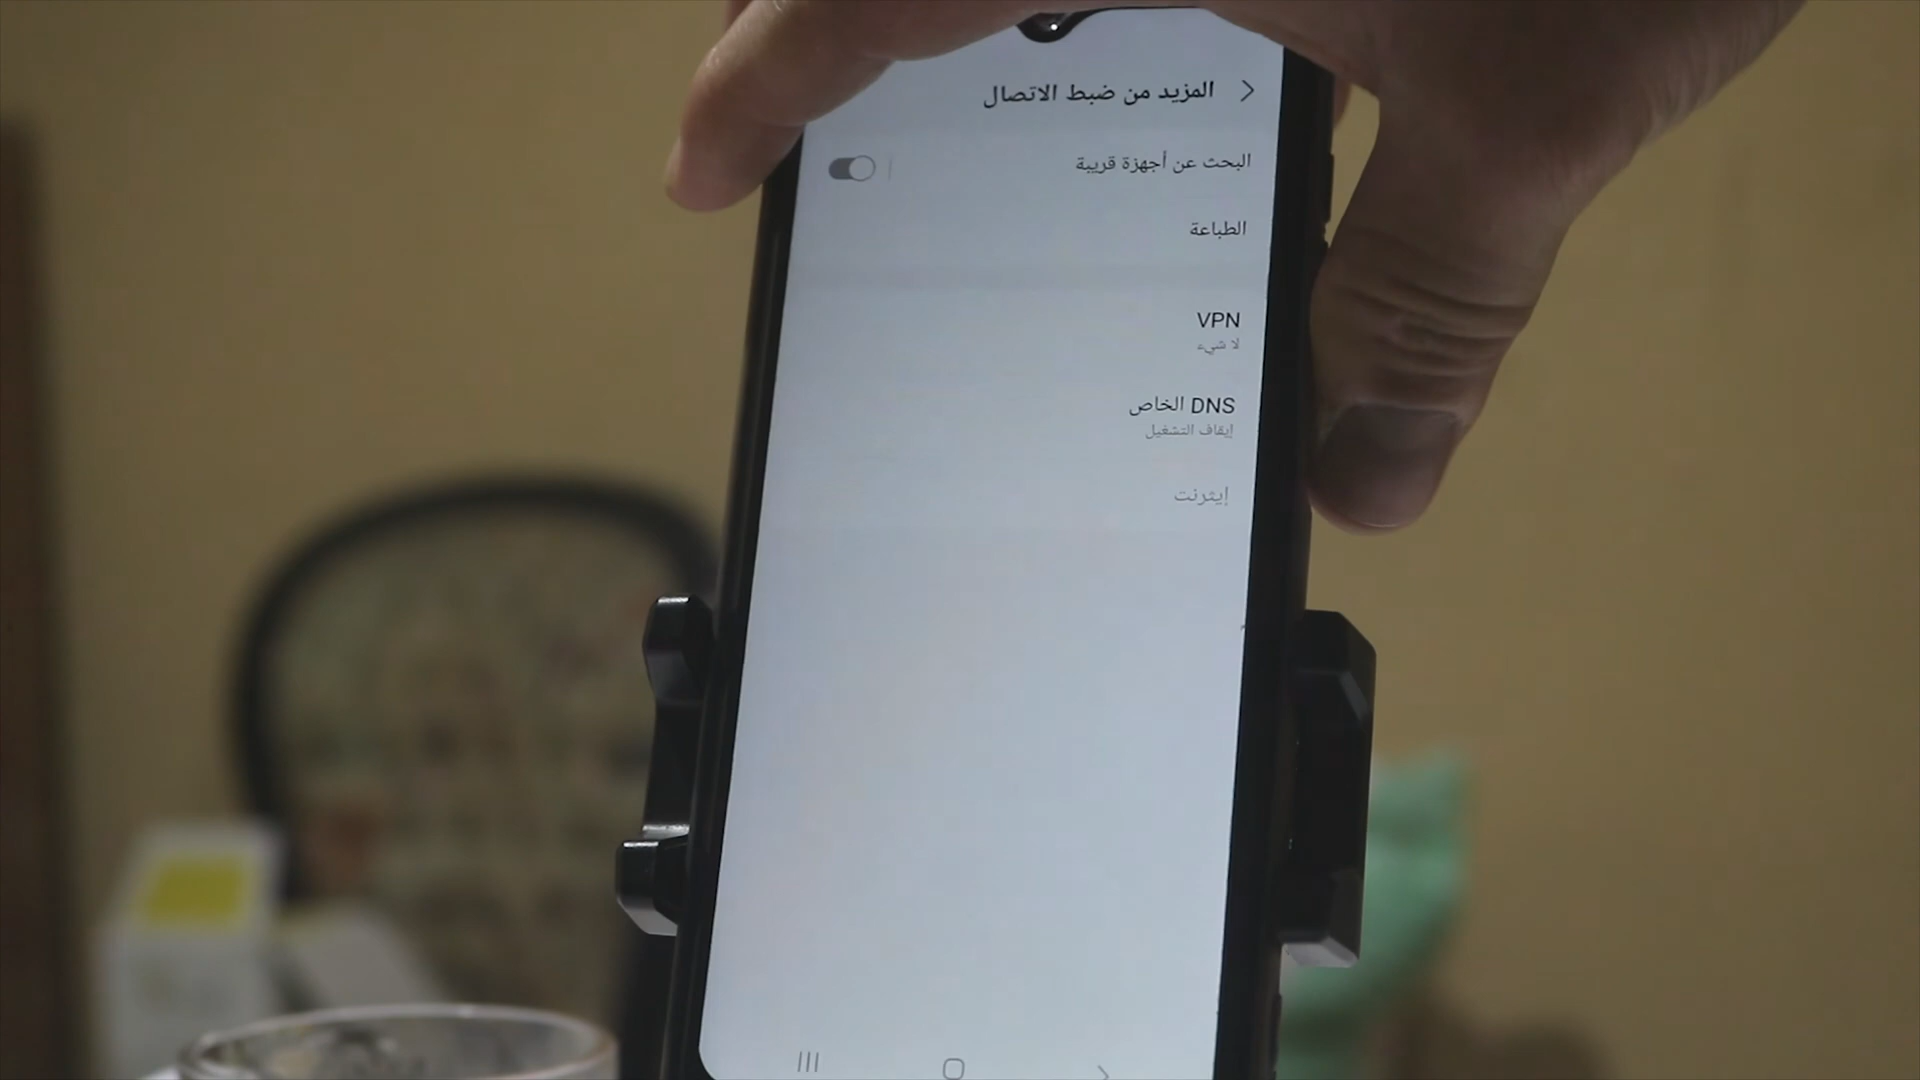 المزيد من ضبط الاتصال
البحث عن أجهزة قريبة
الطباعة
VPN
لا شيء
DNS الخاص
إيقاف التشغيل
إيثرنت